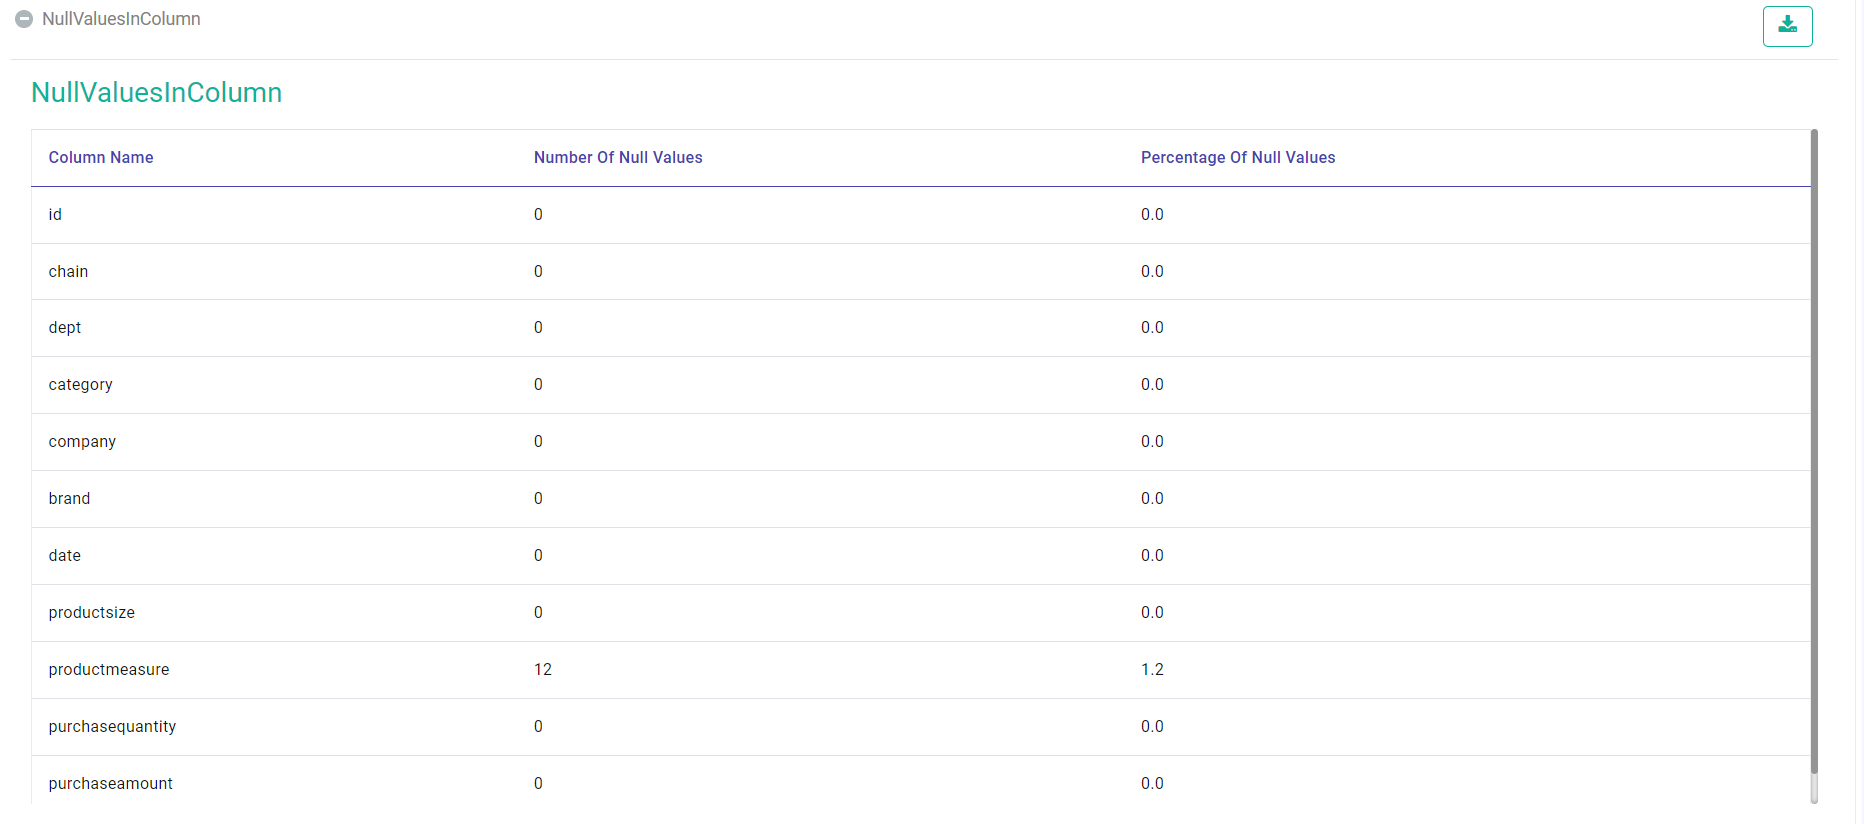 NullValuesInColumn
NullValuesInColumn
Column Name Number Of Null Values Percentage Of Null Values
id 0 0.0
chain 0 0.0
dept 0 0.0
category 0 0.0
company 0 0.0
brand 0 0.0
date 0 0.0
productsize 0 0.0
productmeasure 12 1.2
purchasequantity 0 0.0
purchaseamount 0 0.0